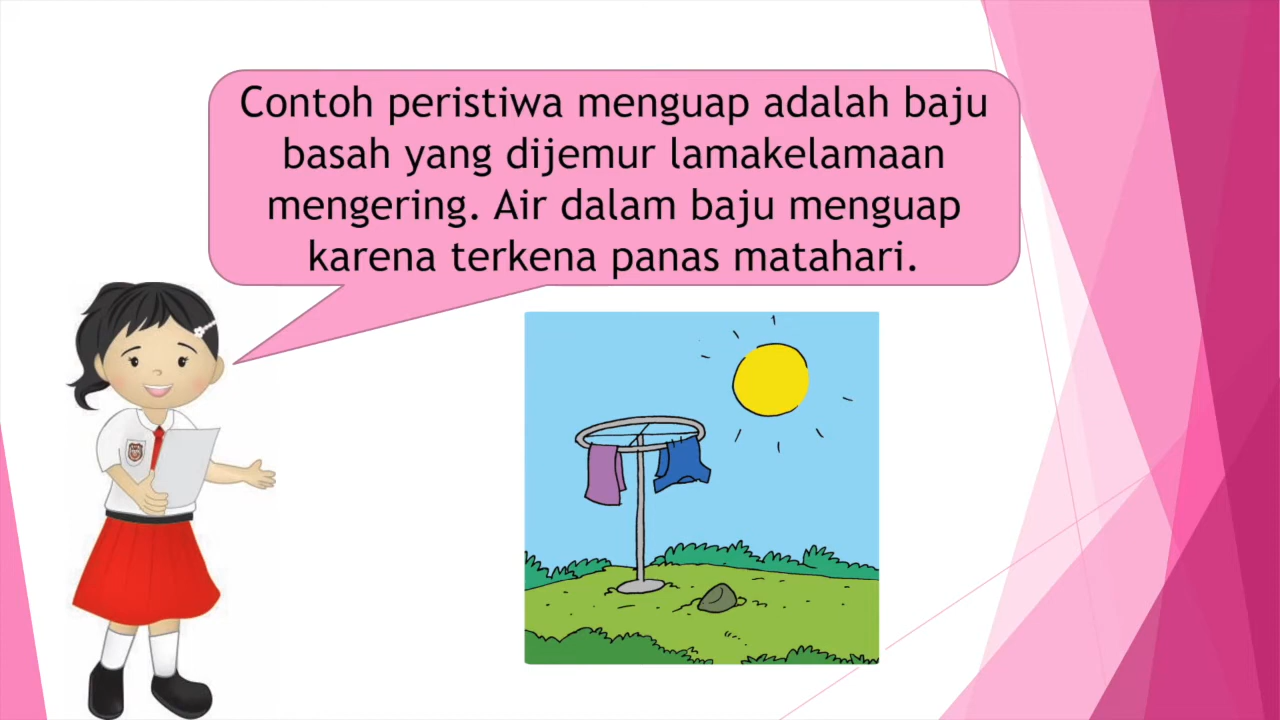 Contoh peristiwa menguap adalah baju
basah yang dijemur lamakelamaan
mengering. Air dalam baju menguap
karena terkena panas matahari.